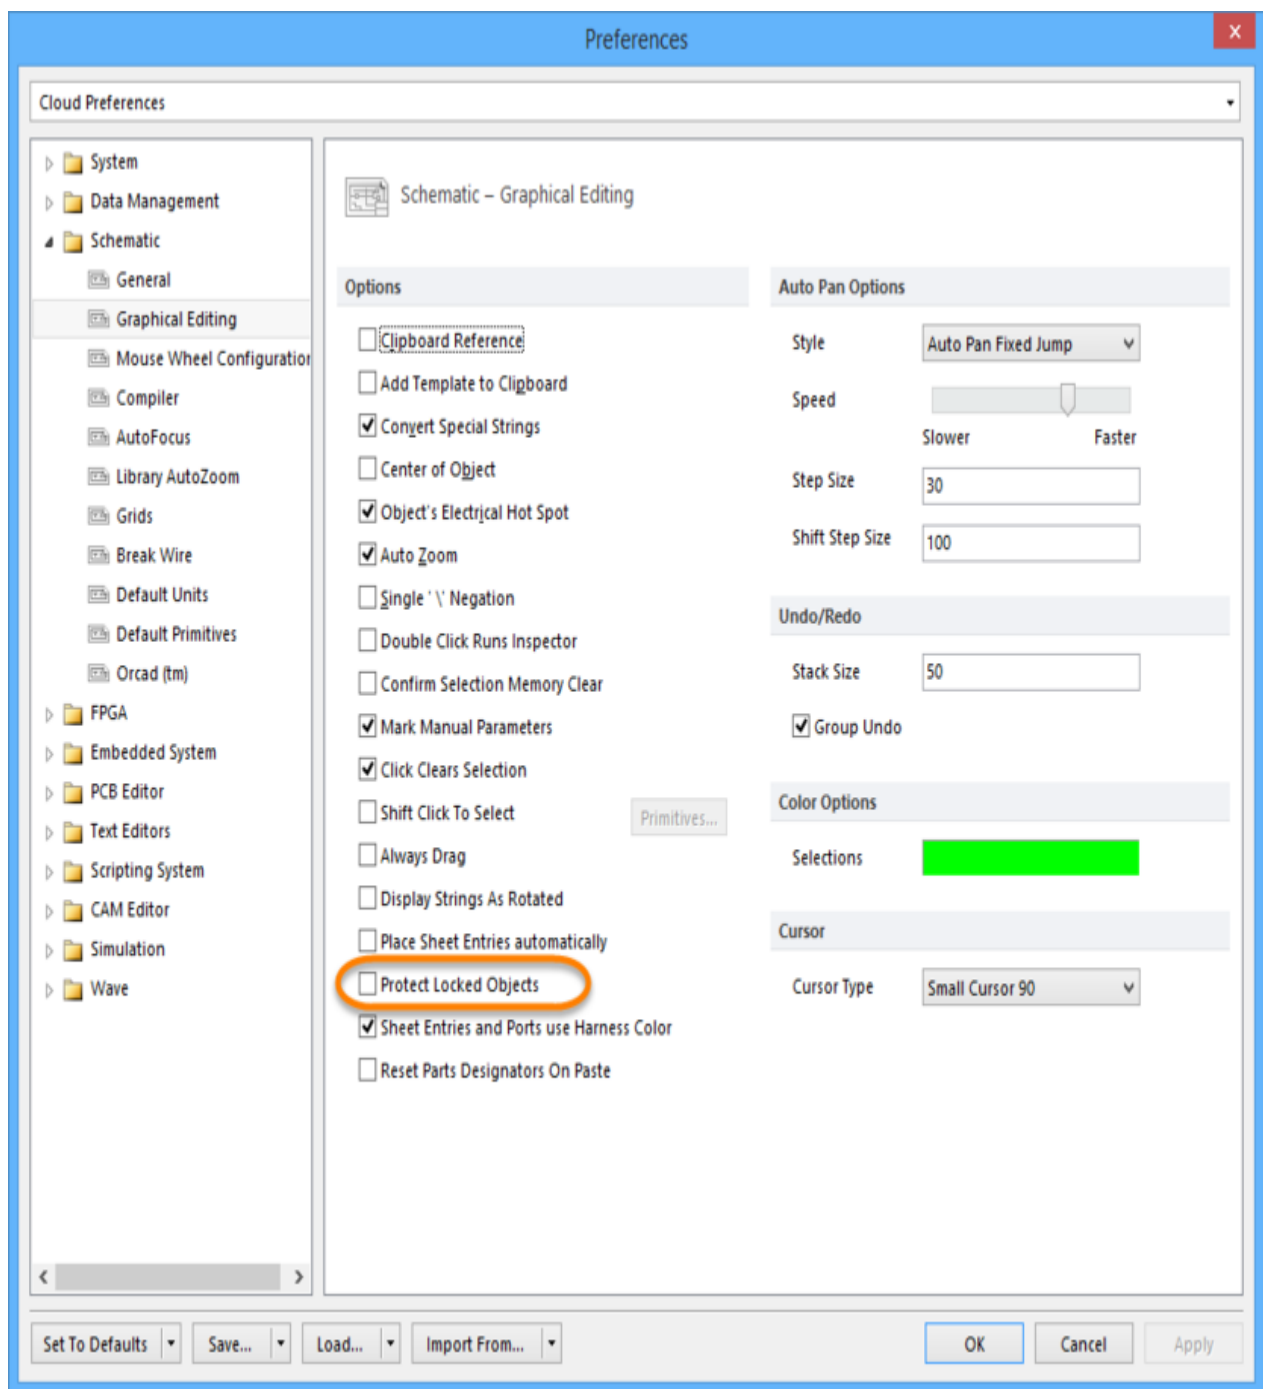 Preferences
x
Cloud Preferences
System
Data Management
Schematic
General
Graphical Editing
Mouse Wheel Configuration
Compiler
AutoFocus
Library AutoZoom
Grids
Break Wire
Default Units
Default Primitives
Orcad (tm)
FPGA
Embedded System
PCB Editor
Text Editors
Scripting System
CAM Editor
Simulation
Wave
Schematic – Graphical Editing
Options
Clipboard Reference
Add Template to Clipboard
Convert Special Strings
Center of Object
Object's Electrical Hot Spot
Auto Zoom
Single '\' Negation
Double Click Runs Inspector
Confirm Selection Memory Clear
Mark Manual Parameters
Click Clears Selection
Shift Click To Select
Primitives...
Always Drag
Display Strings As Rotated
Place Sheet Entries automatically
Protect Locked Objects
Sheet Entries and Ports use Harness Color
Reset Parts Designators On Paste
Auto Pan Options
Style
Auto Pan Fixed Jump
Speed
Slower Faster
Step Size
30
Shift Step Size
100
Undo/Redo
Stack Size
50
Group Undo
Color Options
Selections
Cursor
Cursor Type
Small Cursor 90
Set To Defaults
Save...
Load...
Import From...
OK
Cancel
Apply